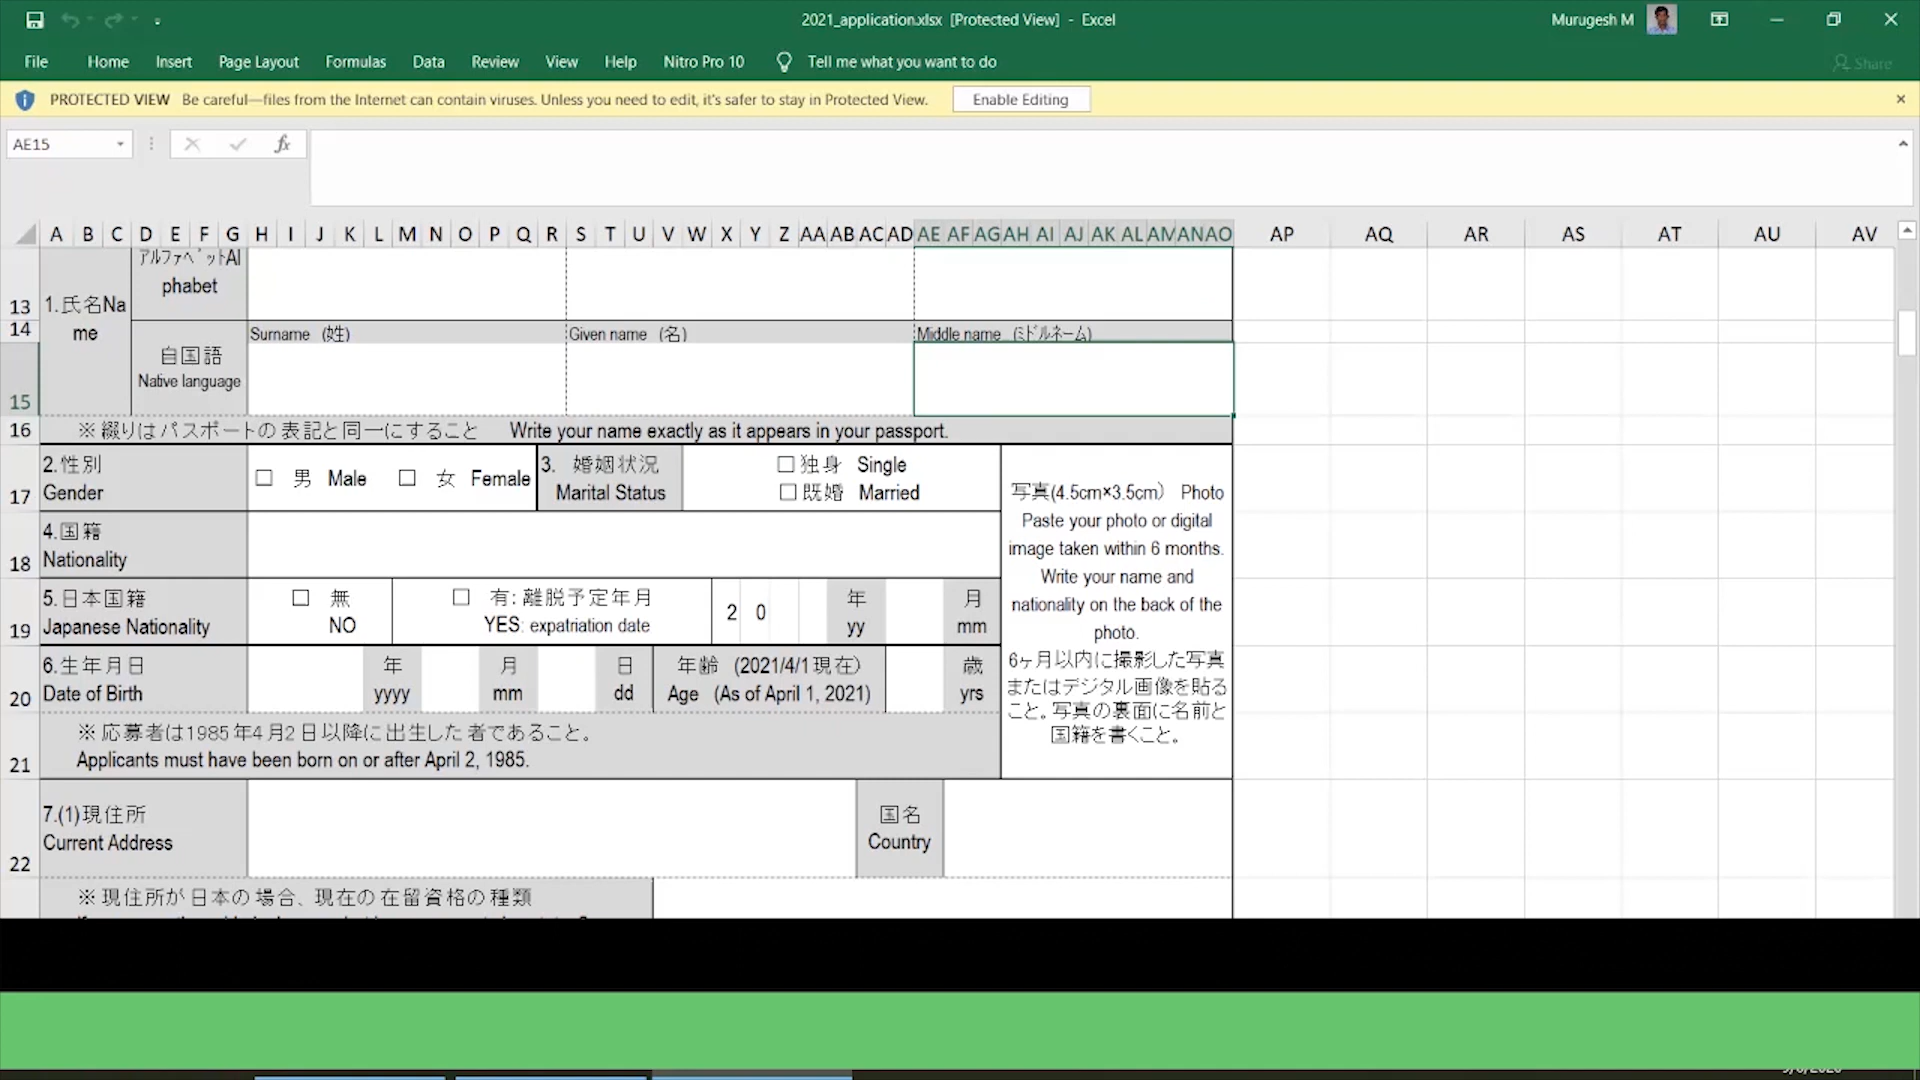 2021_application.xlsx [Protected View] - Excel
Murugesh M
File Home Insert Page Layout Formulas Data Review View Help Nitro Pro 10 Tell me what you want to do Share
PROTECTED VIEW Be careful—files from the Internet can contain viruses. Unless you need to edit, it's safer to stay in Protected View. Enable Editing
AE15 fx
A B C D E F G H I J K L M N O P Q R S T U V W X Y Z AA AB AC AD AE AF AG AH AI AJ AK AL AM AN AO AP AQ AR AS AT AU AV
アルファベットAl
phabet
13
1.氏名Na
me
14
Surname (姓) Given name (名) Middle name (ミドルネーム)
自国語
Native language
15
16 ※綴りはパスポートの表記と同一にすること Write your name exactly as it appears in your passport.
2.性別
Gender
17
□ 男 Male □ 女 Female
3. 婚姻状況
Marital Status
□独身 Single
□既婚 Married
写真(4.5cm×3.5cm) Photo
Paste your photo or digital
image taken within 6 months.
Write your name and
nationality on the back of the
photo.
6ヶ月以内に撮影した写真
またはデジタル画像を貼る
こと。写真の裏面に名前と
国籍を書くこと。
4.国籍
Nationality
18
5.日本国籍
Japanese Nationality
19
□ 無
NO
□ 有: 離脱予定年月
YES: expatriation date
2 0
年
yy
月
mm
6.生年月日
Date of Birth
20
年
yyyy
月
mm
日
dd
年齢 (2021/4/1現在)
Age (As of April 1, 2021)
歳
yrs
※応募者は1985年4月2日以降に出生した者であること。
Applicants must have been born on or after April 2, 1985.
21
7.(1)現住所
Current Address
22
国名
Country
※現住所が日本の場合、現在の在留資格の種類